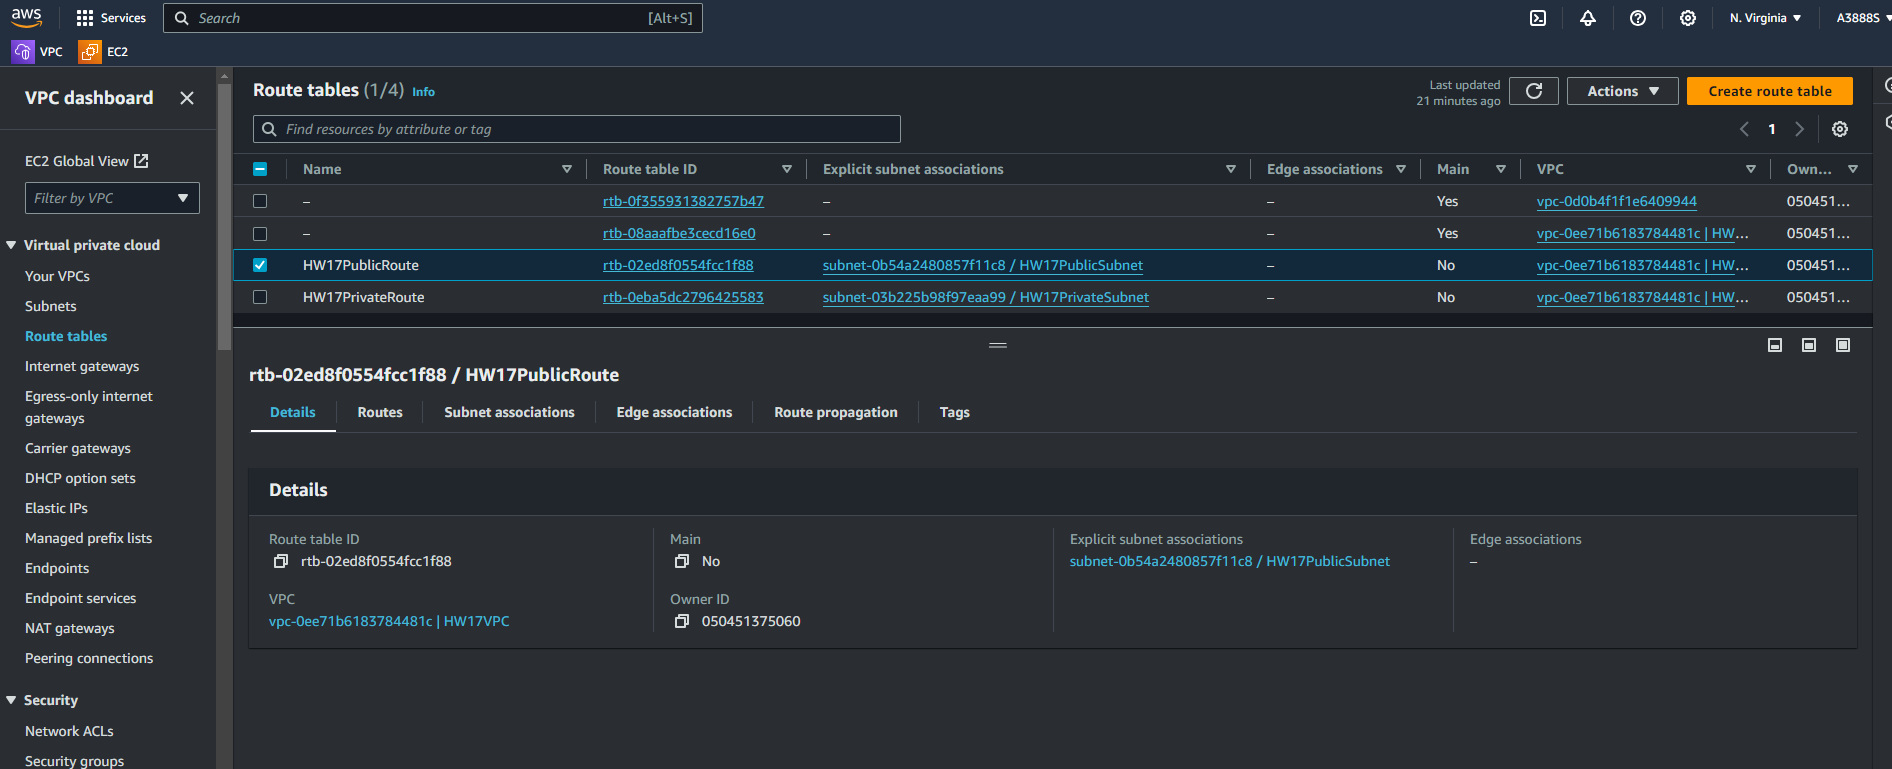 aws Services Search [Alt+S] N. Virginia A3888S
VPC EC2
VPC dashboard
EC2 Global View
Filter by VPC
Virtual private cloud
Your VPCs
Subnets
Route tables
Internet gateways
Egress-only internet
gateways
Carrier gateways
DHCP option sets
Elastic IPs
Managed prefix lists
Endpoints
Endpoint services
NAT gateways
Peering connections
Security
Network ACLs
Security groups
Route tables (1/4) Info
Last updated
21 minutes ago
Actions
Create route table
Find resources by attribute or tag
1
Name Route table ID Explicit subnet associations Edge associations Main VPC Own...
– rtb-0f355931382757b47 – – Yes vpc-0d0b4f1f1e6409944 050451...
– rtb-08aaafbe3cecd16e0 – – Yes vpc-0ee71b6183784481c | HW... 050451...
HW17PublicRoute rtb-02ed8f0554fcc1f88 subnet-0b54a2480857f11c8 / HW17PublicSubnet – No vpc-0ee71b6183784481c | HW... 050451...
HW17PrivateRoute rtb-0eba5dc2796425583 subnet-03b225b98f97eaa99 / HW17PrivateSubnet – No vpc-0ee71b6183784481c | HW... 050451...
rtb-02ed8f0554fcc1f88 / HW17PublicRoute
Details Routes Subnet associations Edge associations Route propagation Tags
Details
Route table ID
rtb-02ed8f0554fcc1f88
Main
No
Explicit subnet associations
subnet-0b54a2480857f11c8 / HW17PublicSubnet
Edge associations
–
VPC
vpc-0ee71b6183784481c | HW17VPC
Owner ID
050451375060